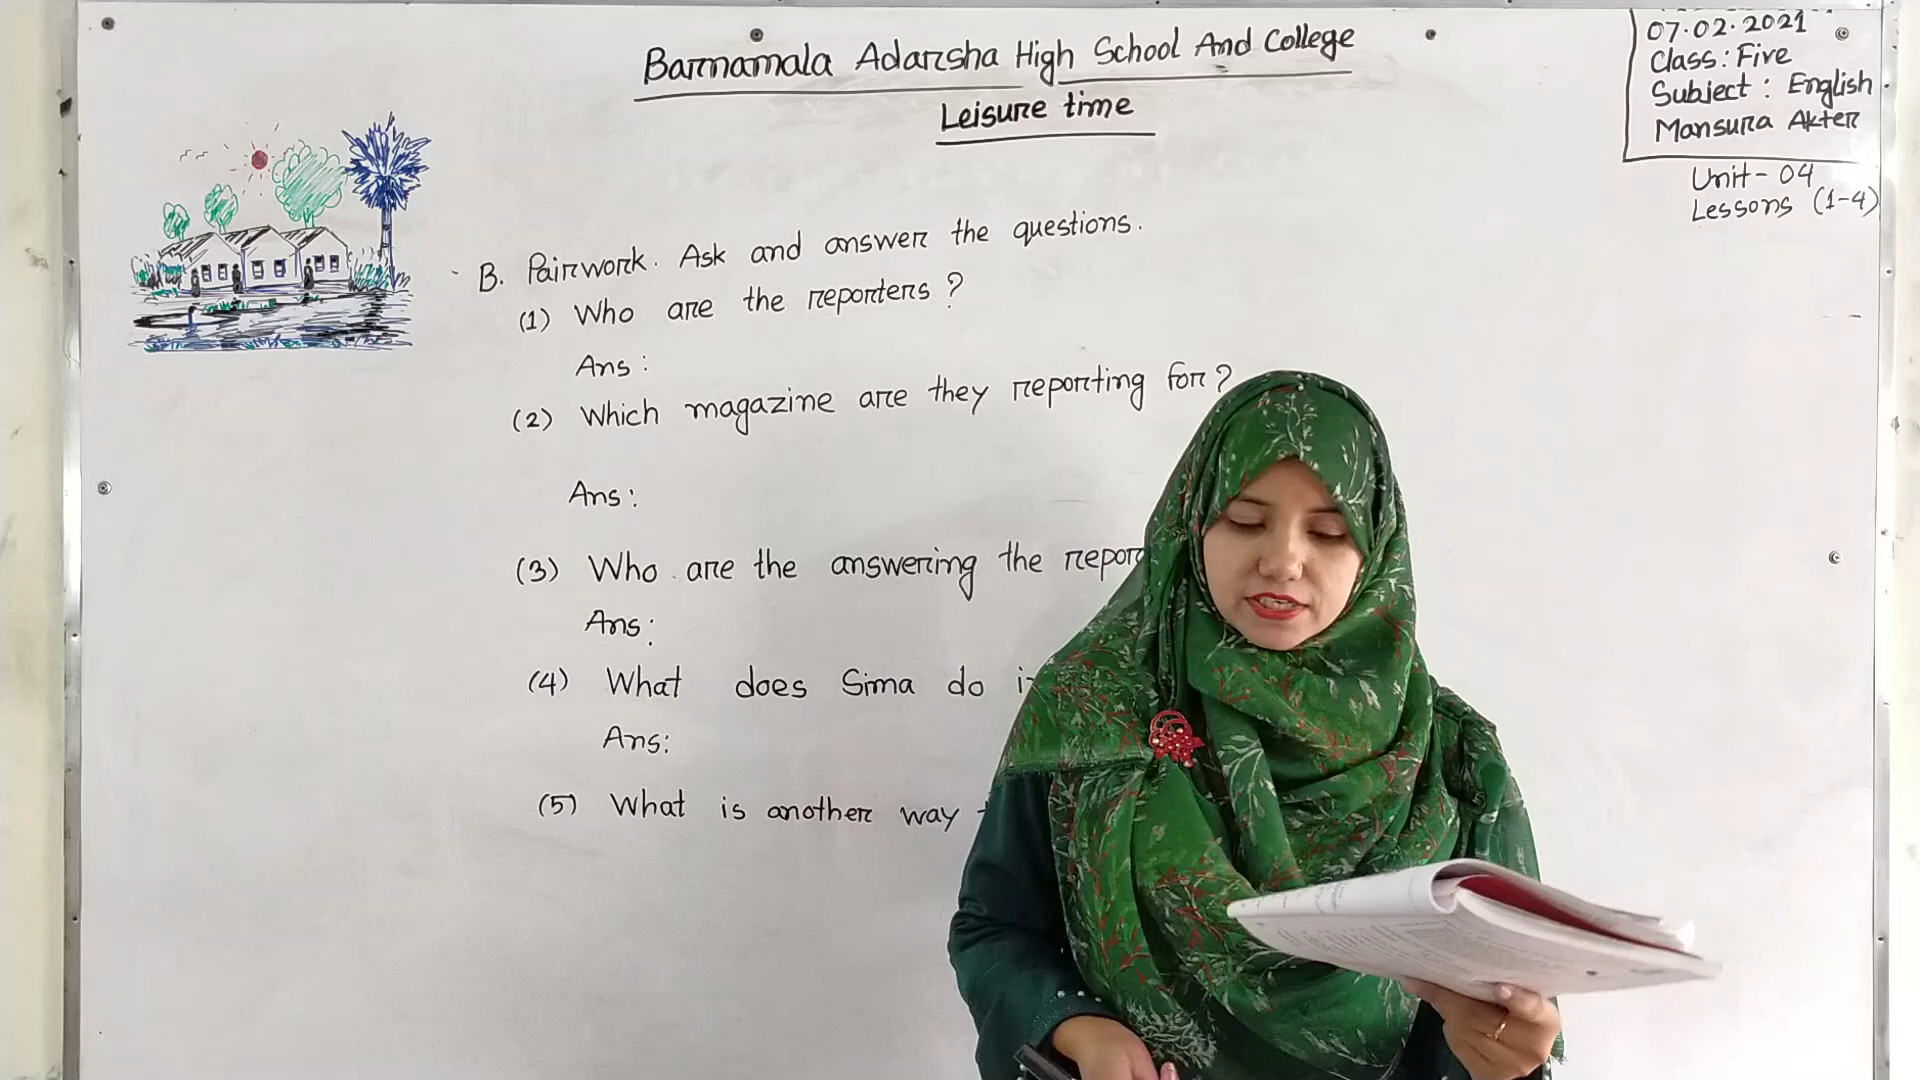 Barnamala Adarsha High School And College
Leisure time
07.02.2021
Class: Five
Subject: English
Mansura Akter
Unit- 04
Lessons (1-4)
B. Pairwork. Ask and answer the questions.
(1) Who are the reporters?
Ans:
(2) Which magazine are they reporting for?
Ans:
(3) Who are the answering the
Ans:
(4) What does Sima do
Ans:
(5) What is another way